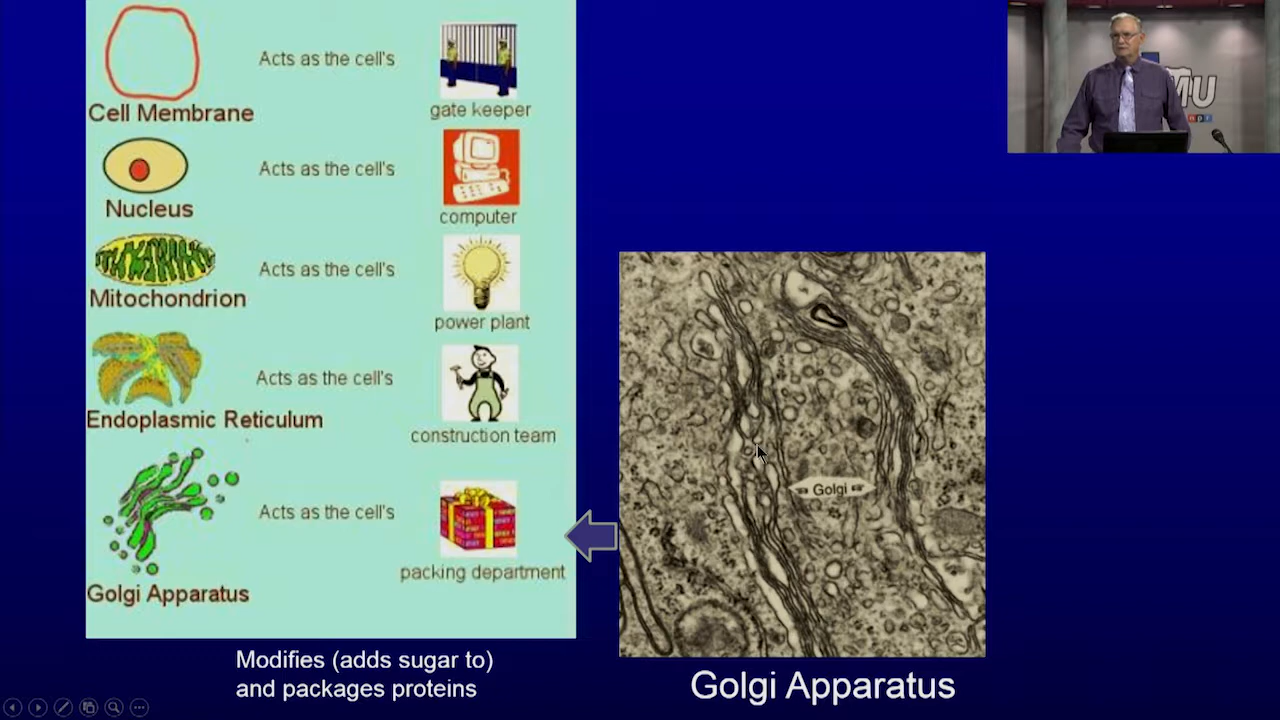 Acts as the cell's
Cell Membrane
gate keeper
Acts as the cell's
Nucleus
computer
Acts as the cell's
Mitochondrion
power plant
Acts as the cell's
Endoplasmic Reticulum
construction team
Acts as the cell's
Golgi Apparatus
packing department
Modifies (adds sugar to)
and packages proteins
Golgi
Golgi Apparatus
MU
npr